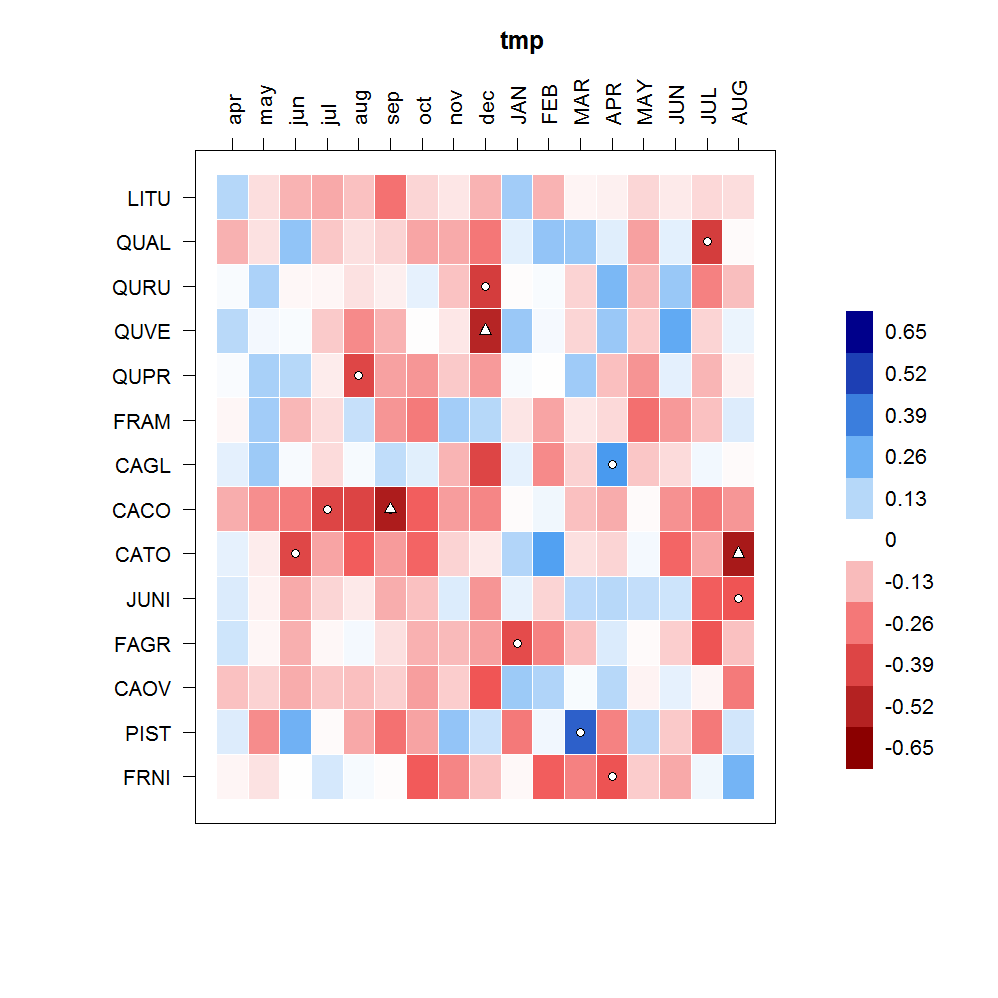 tmp
apr may jun jul aug sep oct nov dec JAN FEB MAR APR MAY JUN JUL AUG
LITU
QUAL
QURU
QUVE
QUPR
FRAM
CAGL
CACO
CATO
JUNI
FAGR
CAOV
PIST
FRNI
0.65
0.52
0.39
0.26
0.13
0
-0.13
-0.26
-0.39
-0.52
-0.65